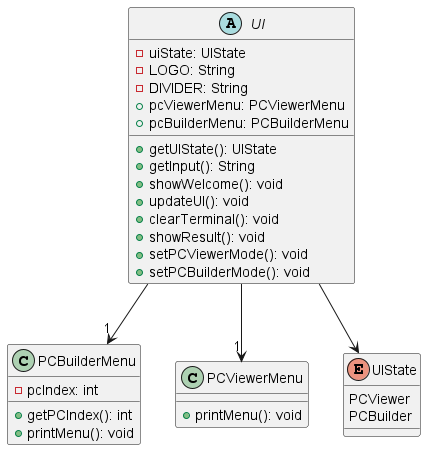 A UI
uiState: UIState
LOGO: String
DIVIDER: String
pcViewerMenu: PCViewerMenu
pcBuilderMenu: PCBuilderMenu
getUIState(): UIState
getInput(): String
showWelcome(): void
updateUI(): void
clearTerminal(): void
showResult(): void
setPCViewerMode(): void
setPCBuilderMode(): void
1
1
C PCBuilderMenu
pcIndex: int
getPCIndex(): int
printMenu(): void
C PCViewerMenu
printMenu(): void
E UIState
PCViewer
PCBuilder